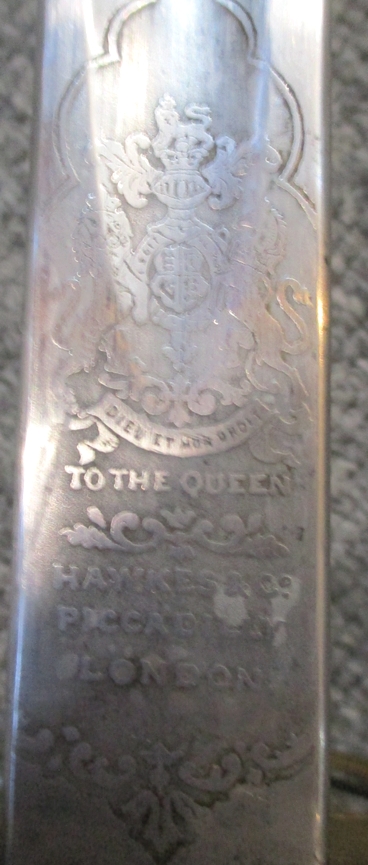 DIEU ET MON DROIT
TO THE QUEEN
HAWKES & Co
PICCADILLY
LONDON